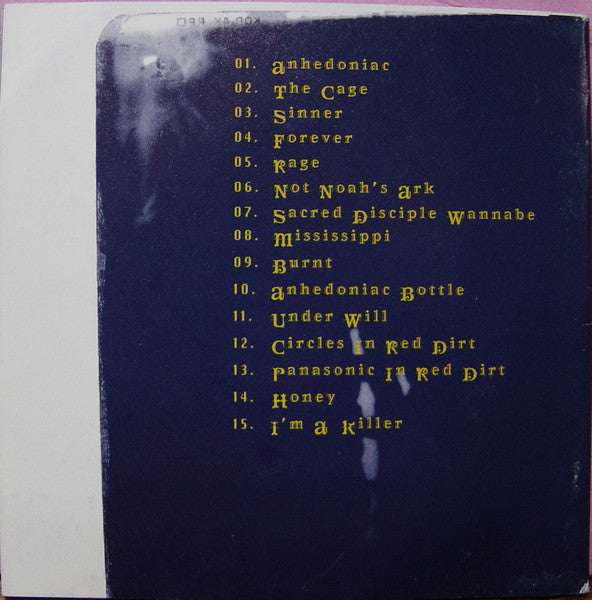 01. Anhedoniac
02. The Cage
03. Sinner
04. Forever
05. Rage
06. Not Noah's Ark
07. Sacred Disciple Wannabe
08. Mississippi
09. Burnt
10. Anhedoniac Bottle
11. Under Will
12. Circles In Red Dirt
13. Panasonic In Red Dirt
14. Honey
15. I'm A Killer